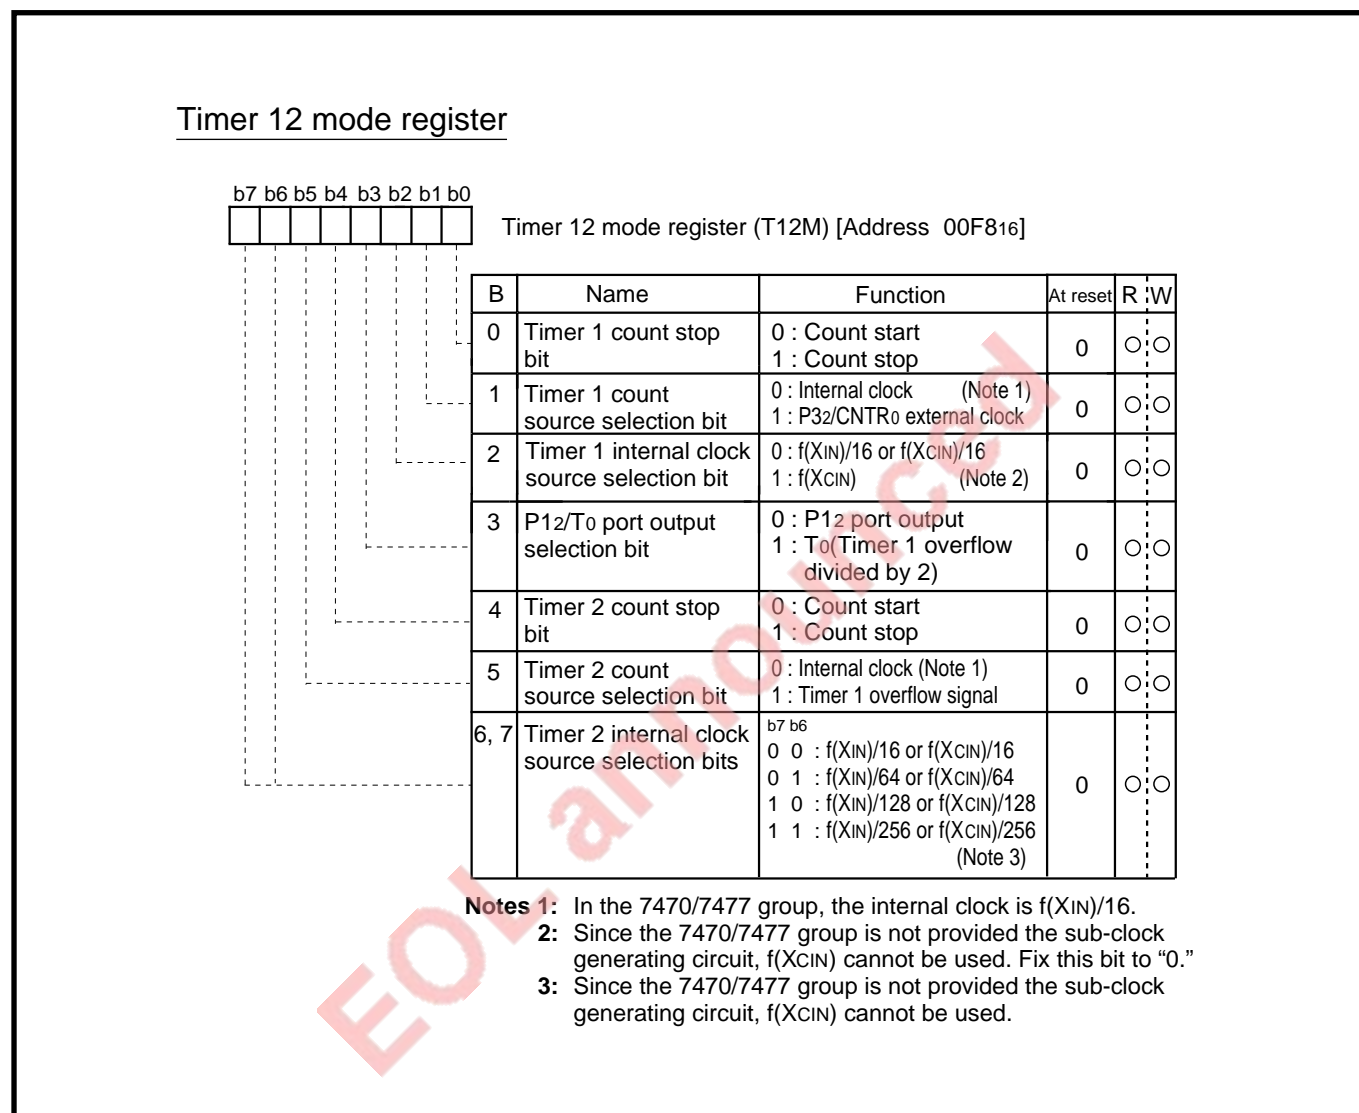 Timer 12 mode register
b7 b6 b5 b4 b3 b2 b1 b0
Timer 12 mode register (T12M) [Address 00F816]
B Name Function At reset R W
0 Timer 1 count stop bit 0 : Count start
1 : Count stop 0 ○ ○
1 Timer 1 count source selection bit 0 : Internal clock (Note 1)
1 : P32/CNTR0 external clock 0 ○ ○
2 Timer 1 internal clock source selection bit 0 : f(XIN)/16 or f(XCIN)/16
1 : f(XCIN) (Note 2) 0 ○ ○
3 P12/T0 port output selection bit 0 : P12 port output
1 : T0(Timer 1 overflow
divided by 2) 0 ○ ○
4 Timer 2 count stop bit 0 : Count start
1 : Count stop 0 ○ ○
5 Timer 2 count source selection bit 0 : Internal clock (Note 1)
1 : Timer 1 overflow signal 0 ○ ○
6, 7 Timer 2 internal clock source selection bits b7 b6
0 0 : f(XIN)/16 or f(XCIN)/16
0 1 : f(XIN)/64 or f(XCIN)/64
1 0 : f(XIN)/128 or f(XCIN)/128
1 1 : f(XIN)/256 or f(XCIN)/256
(Note 3) 0 ○ ○
Notes 1: In the 7470/7477 group, the internal clock is f(XIN)/16.
2: Since the 7470/7477 group is not provided the sub-clock
generating circuit, f(XCIN) cannot be used. Fix this bit to “0.”
3: Since the 7470/7477 group is not provided the sub-clock
generating circuit, f(XCIN) cannot be used.
EOL announced